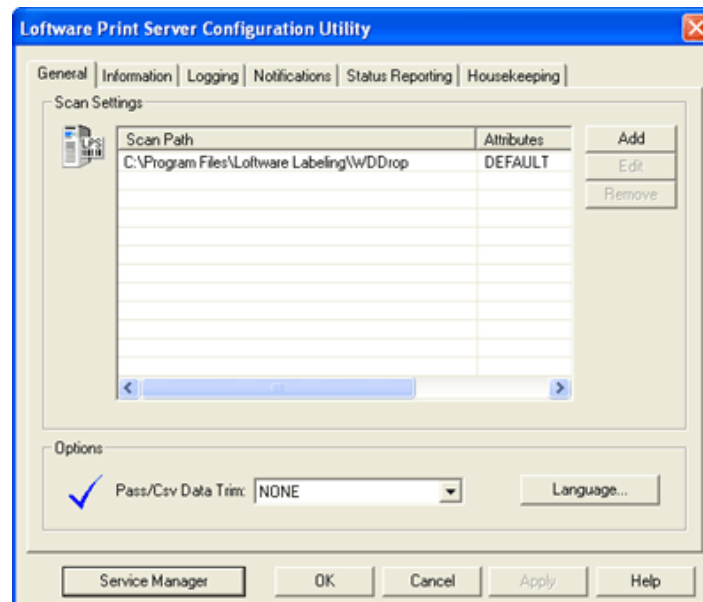 Loftware Print Server Configuration Utility
General Information Logging Notifications Status Reporting Housekeeping
Scan Settings
LPS
Scan Path Attributes Add
C:\Program Files\Loftware Labeling\WDDrop DEFAULT Edit
Remove
Options
Pass/Csv Data Trim: NONE Language...
Service Manager OK Cancel Apply Help